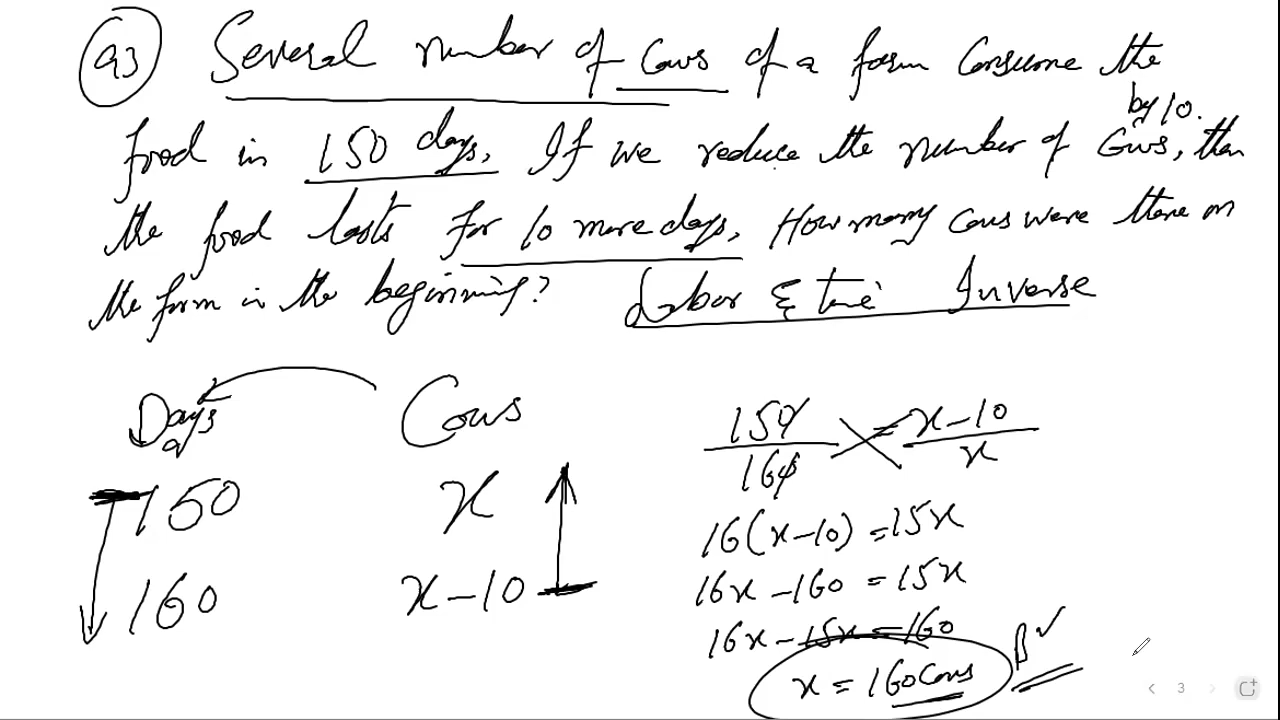 Q3 Several number of Cows of a farm Consume the
food in 150 days. If we reduce the number of Cows, then
by 10.
the food lasts for 10 more days. How many cows were there on
the farm in the beginning? Labor & time Inverse
Days Cows
150 x
160 x-10
150/160 = x-10/x
16(x-10) = 15x
16x-160 = 15x
16x-15x = 160
x = 160 Cows B ✓
3